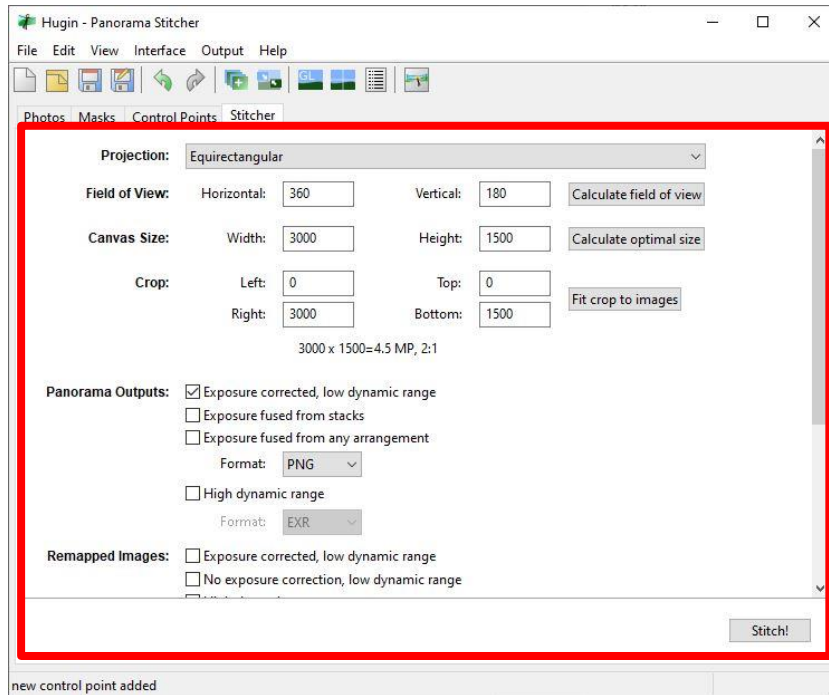 Hugin - Panorama Stitcher
File Edit View Interface Output Help
GL
Photos Masks Control Points Stitcher
Projection: Equirectangular
Field of View: Horizontal: 360 Vertical: 180 Calculate field of view
Canvas Size: Width: 3000 Height: 1500 Calculate optimal size
Crop: Left: 0 Top: 0
Fit crop to images
Right: 3000 Bottom: 1500
3000 x 1500=4.5 MP, 2:1
Panorama Outputs: Exposure corrected, low dynamic range
Exposure fused from stacks
Exposure fused from any arrangement
Format: PNG
High dynamic range
Format: EXR
Remapped Images: Exposure corrected, low dynamic range
No exposure correction, low dynamic range
Stitch!
new control point added